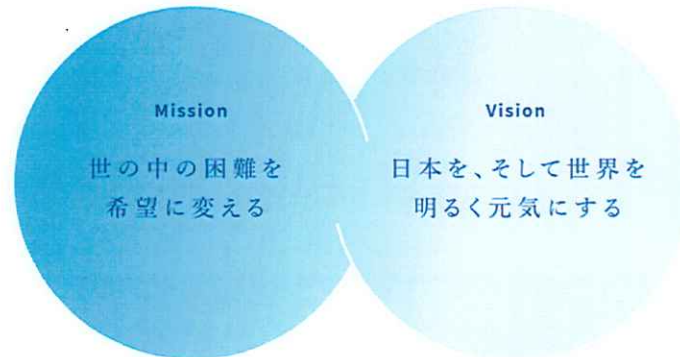 Mission
世の中の困難を
希望に変える
Vision
日本を、そして世界を
明るく元気にする